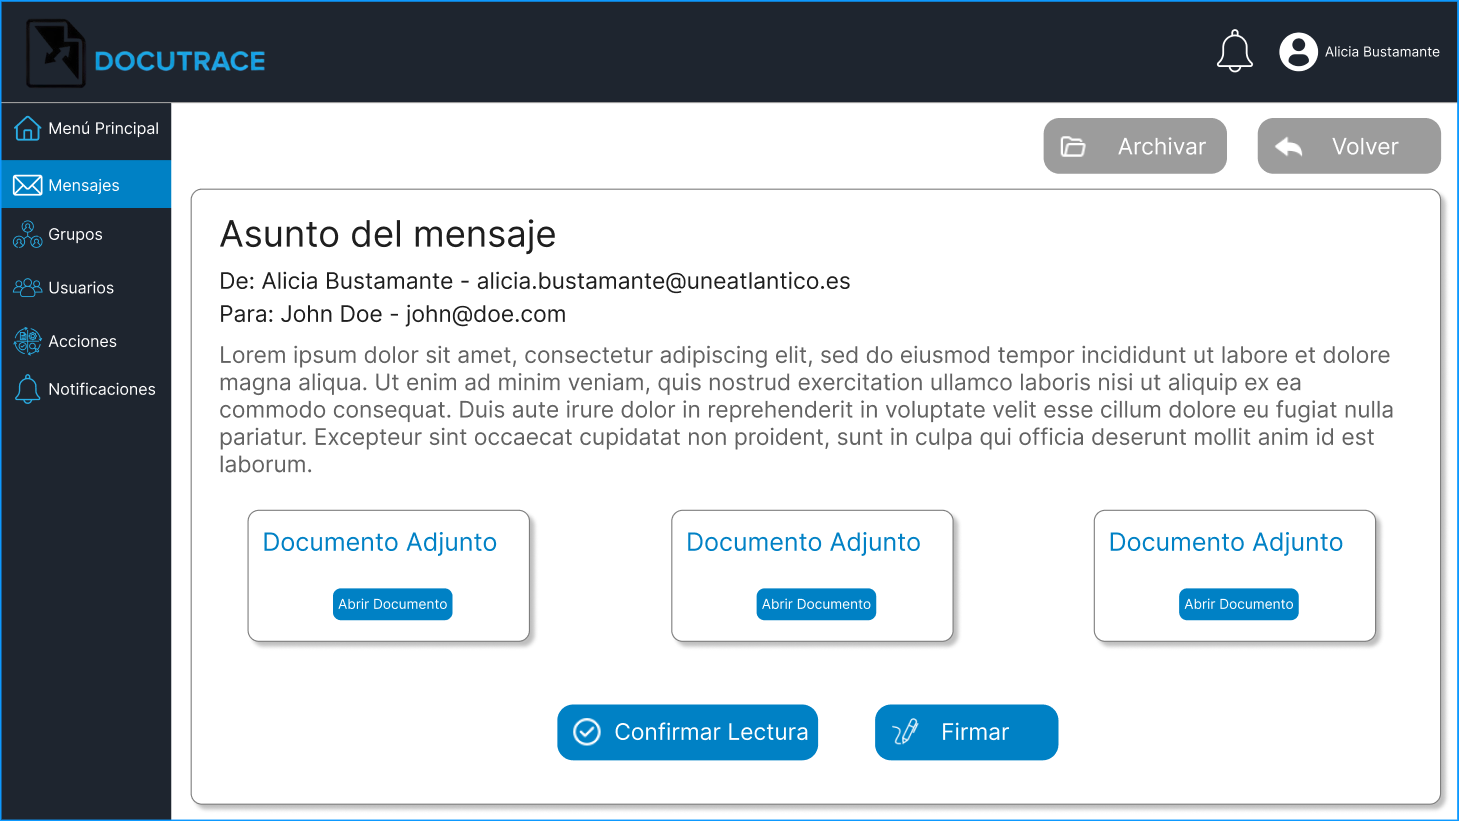 DOCUTRACE
Alicia Bustamante
Menú Principal
Mensajes
Grupos
Usuarios
Acciones
Notificaciones
Archivar
Volver
Asunto del mensaje
De: Alicia Bustamante - alicia.bustamante@uneatlantico.es
Para: John Doe - john@doe.com
Lorem ipsum dolor sit amet, consectetur adipiscing elit, sed do eiusmod tempor incididunt ut labore et dolore
magna aliqua. Ut enim ad minim veniam, quis nostrud exercitation ullamco laboris nisi ut aliquip ex ea
commodo consequat. Duis aute irure dolor in reprehenderit in voluptate velit esse cillum dolore eu fugiat nulla
pariatur. Excepteur sint occaecat cupidatat non proident, sunt in culpa qui officia deserunt mollit anim id est
laborum.
Documento Adjunto
Abrir Documento
Documento Adjunto
Abrir Documento
Documento Adjunto
Abrir Documento
Confirmar Lectura
Firmar